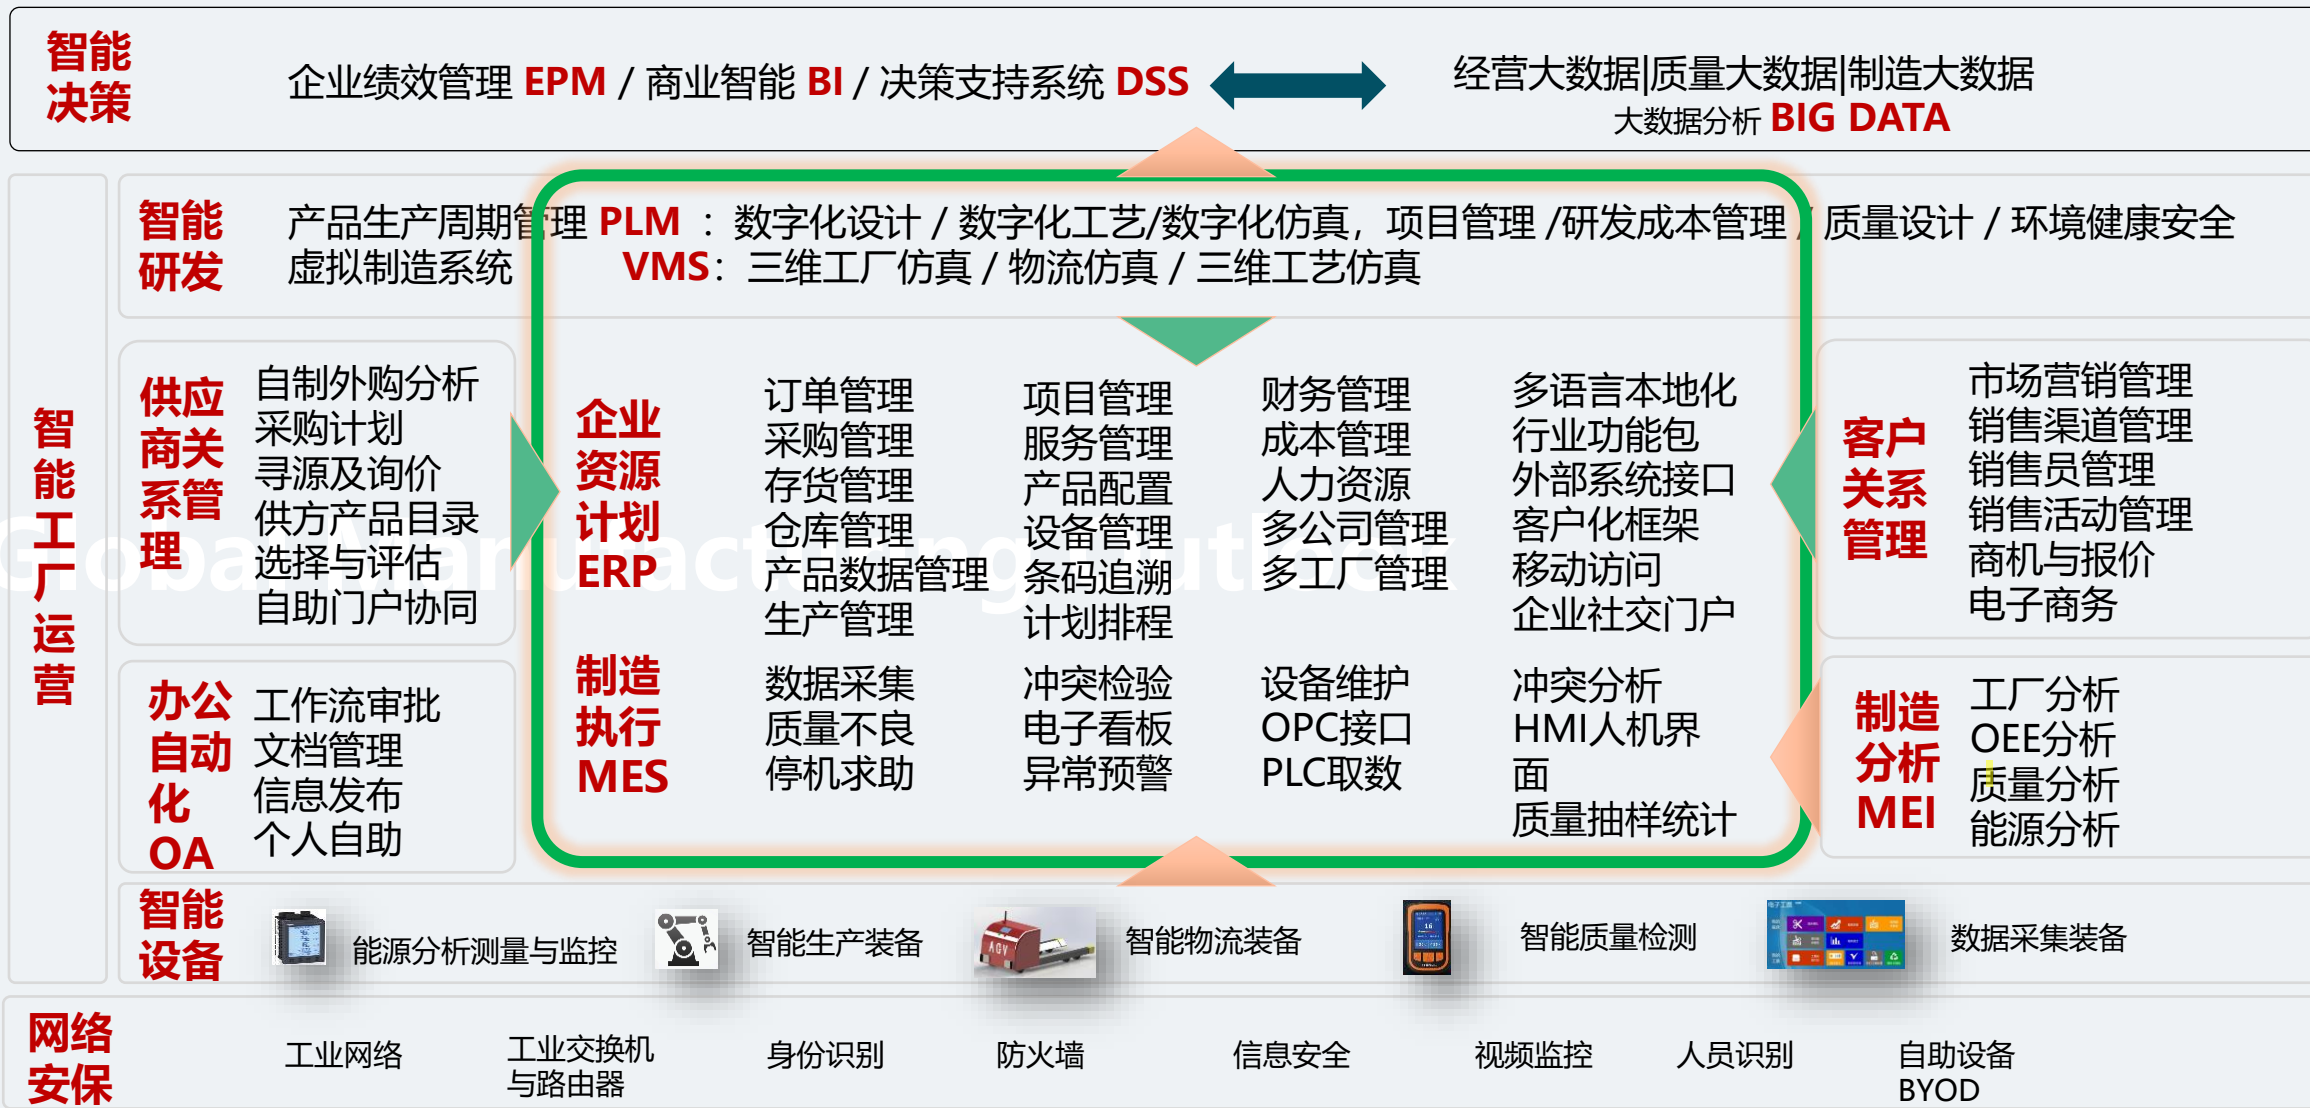 智能
决策
企业绩效管理 EPM / 商业智能 BI / 决策支持系统 DSS
经营大数据|质量大数据|制造大数据
大数据分析 BIG DATA
智能工厂运营
智能
研发
产品生产周期管理 PLM ：数字化设计 / 数字化工艺/数字化仿真，项目管理 /研发成本管理 / 质量设计 / 环境健康安全
虚拟制造系统 VMS：三维工厂仿真 / 物流仿真 / 三维工艺仿真
供应
商关
系管
理
自制外购分析
采购计划
寻源及询价
供方产品目录
选择与评估
自助门户协同
企业
资源
计划
ERP
订单管理
采购管理
存货管理
仓库管理
产品数据管理
生产管理
项目管理
服务管理
产品配置
设备管理
条码追溯
计划排程
财务管理
成本管理
人力资源
多公司管理
多工厂管理
多语言本地化
行业功能包
外部系统接口
客户化框架
移动访问
企业社交门户
客户
关系
管理
市场营销管理
销售渠道管理
销售员管理
销售活动管理
商机与报价
电子商务
Global Manufacturing Outlook
办公
自动
化
OA
工作流审批
文档管理
信息发布
个人自助
制造
执行
MES
数据采集
质量不良
停机求助
冲突检验
电子看板
异常预警
设备维护
OPC接口
PLC取数
冲突分析
HMI人机界
面
质量抽样统计
制造
分析
MEI
工厂分析
OEE分析
质量分析
能源分析
智能
设备
能源分析测量与监控
智能生产装备
AGV
智能物流装备
智能质量检测
数据采集装备
网络
安保
工业网络
工业交换机
与路由器
身份识别
防火墙
信息安全
视频监控
人员识别
自助设备
BYOD